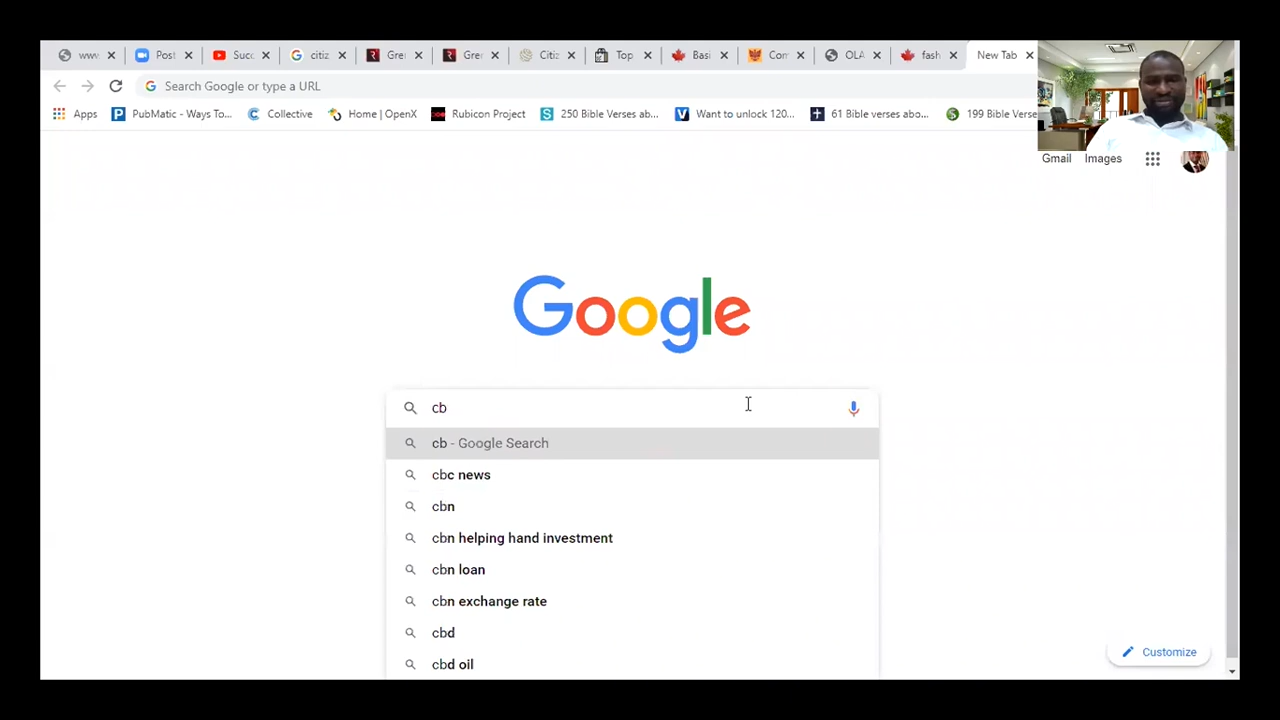 www Post Succ citiz Gre Gre Citiz Top Basi Com OLA fash New Tab
Search Google or type a URL
Apps PubMatic - Ways To... Collective Home | OpenX Rubicon Project 250 Bible Verses ab... Want to unlock 120... 61 Bible verses abo... 199 Bible Verse
Gmail Images
Google
cb
cb - Google Search
cbc news
cbn
cbn helping hand investment
cbn loan
cbn exchange rate
cbd
cbd oil
Customize